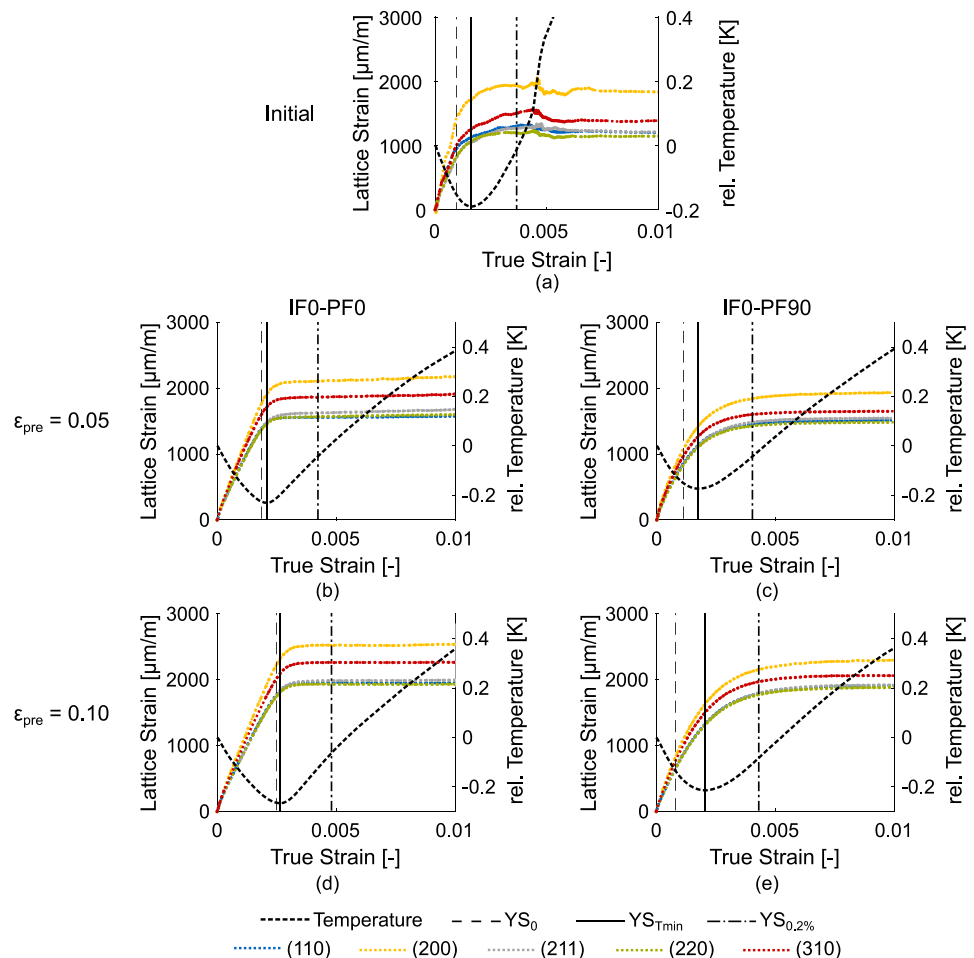 Initial
Lattice Strain [µm/m]
3000
2000
1000
0
0.4
0.2
0
-0.2
rel. Temperature [K]
0
0.005
0.01
True Strain [-]
(a)
IF0-PF0
IF0-PF90
ε_pre = 0.05
Lattice Strain [µm/m]
3000
2000
1000
0
0.4
0.2
0
-0.2
rel. Temperature [K]
0
0.005
0.01
True Strain [-]
(b)
Lattice Strain [µm/m]
3000
2000
1000
0
0.4
0.2
0
-0.2
rel. Temperature [K]
0
0.005
0.01
True Strain [-]
(c)
ε_pre = 0.10
Lattice Strain [µm/m]
3000
2000
1000
0
0.4
0.2
0
-0.2
rel. Temperature [K]
0
0.005
0.01
True Strain [-]
(d)
Lattice Strain [µm/m]
3000
2000
1000
0
0.4
0.2
0
-0.2
rel. Temperature [K]
0
0.005
0.01
True Strain [-]
(e)
Temperature YS_0 YS_Tmin YS_0.2%
(110) (200) (211) (220) (310)